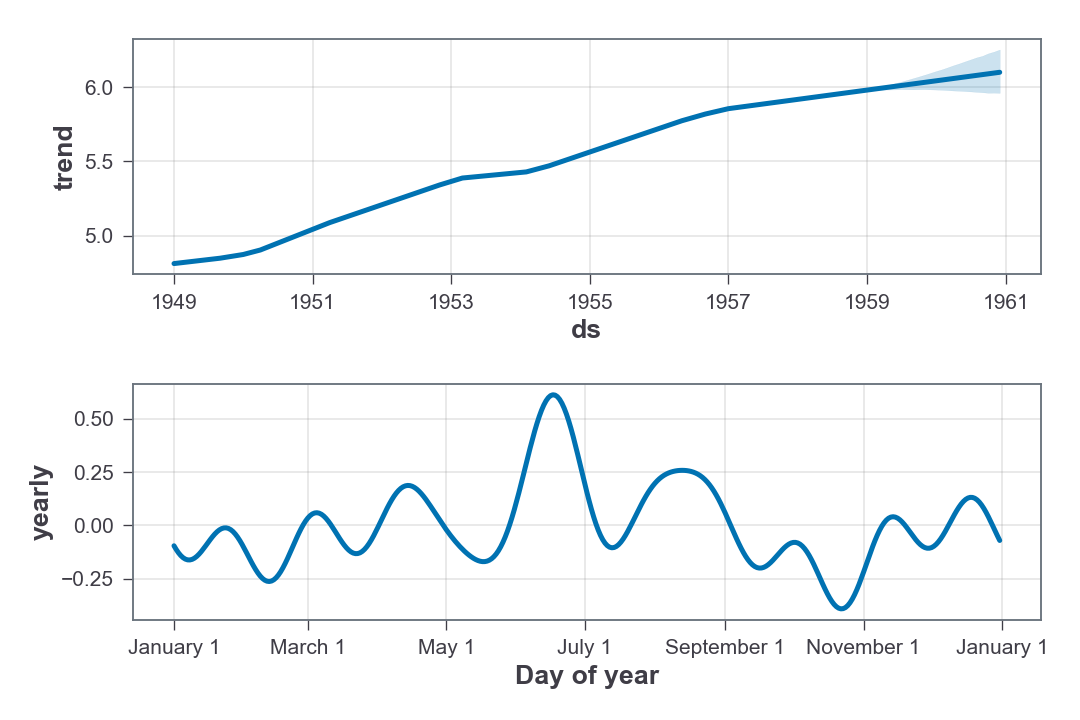 6.0
5.5
5.0
trend
1949 1951 1953 1955 1957 1959 1961
ds
0.50
0.25
0.00
−0.25
yearly
January 1 March 1 May 1 July 1 September 1 November 1 January 1
Day of year